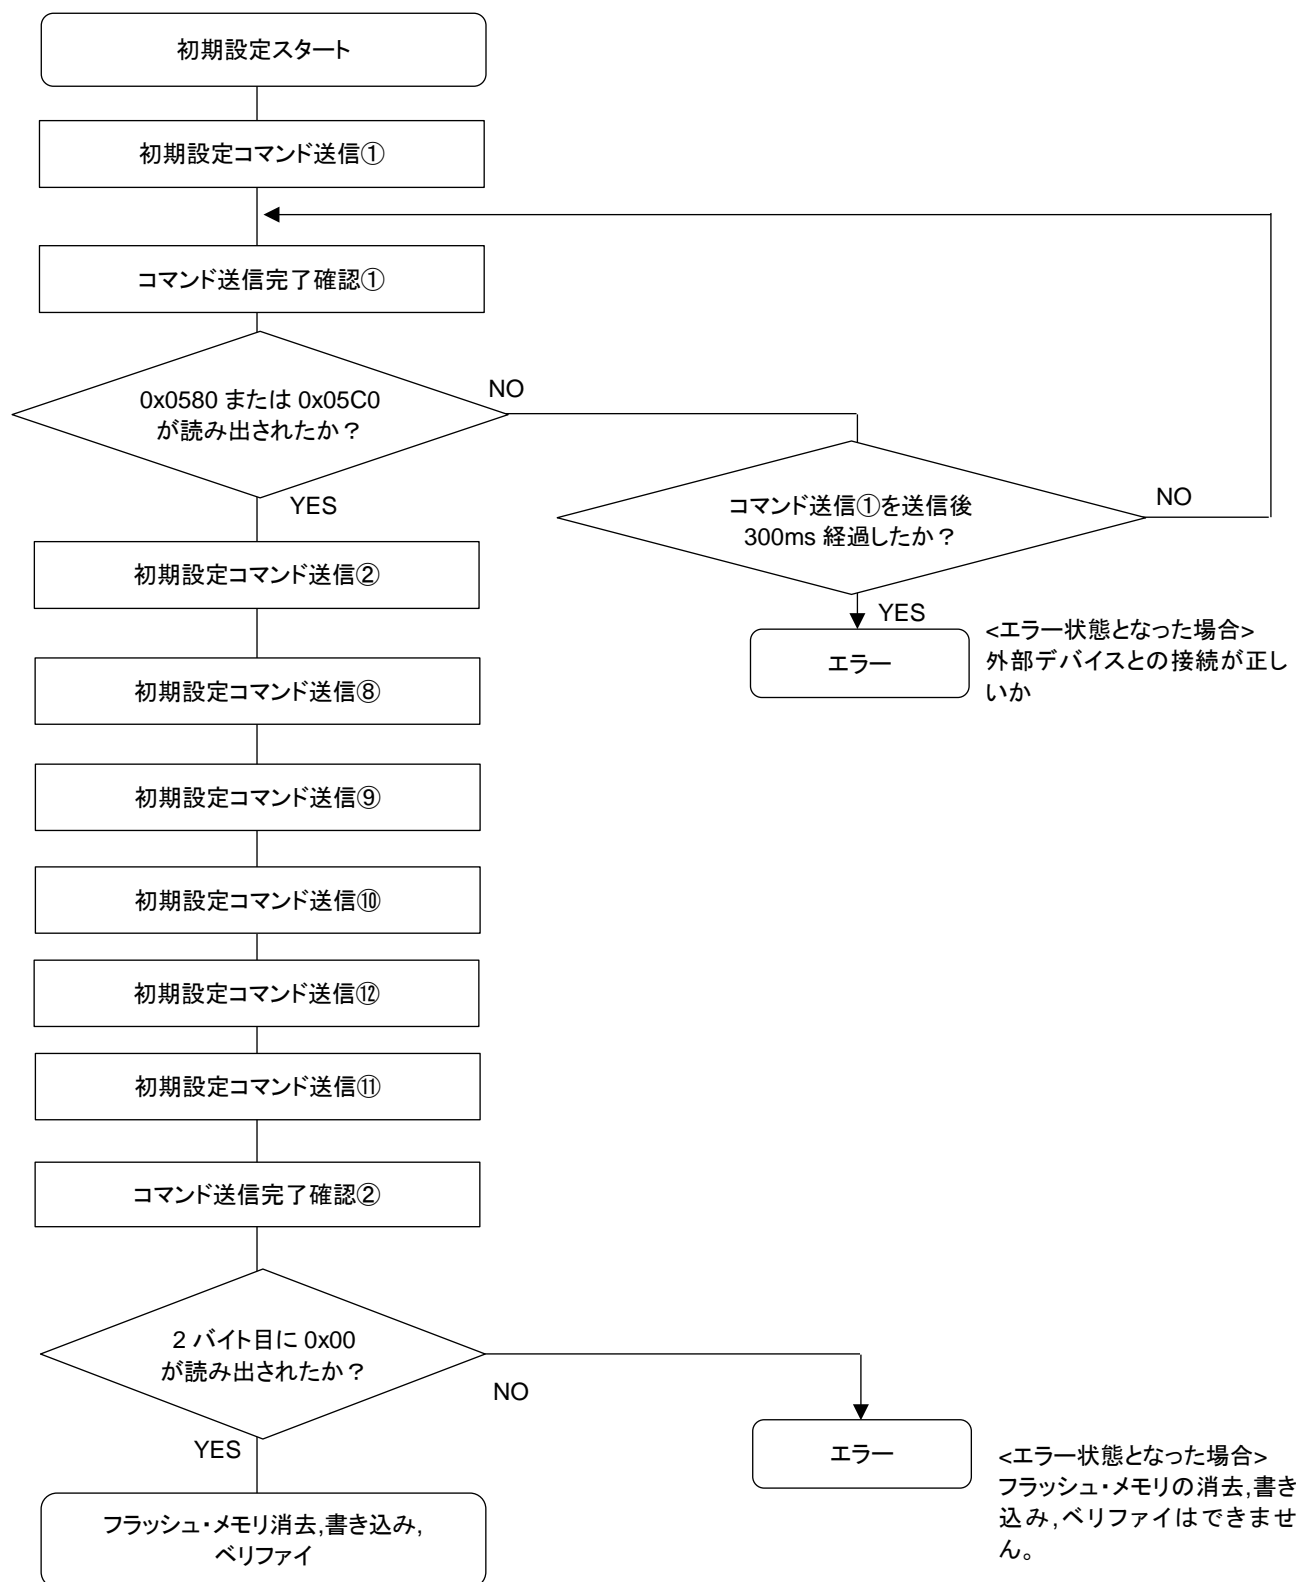 初期設定スタート
初期設定コマンド送信①
コマンド送信完了確認①
0x0580 または 0x05C0
が読み出されたか？
NO
YES
コマンド送信①を送信後
300ms 経過したか？
NO
YES
エラー
<エラー状態となった場合>
外部デバイスとの接続が正し
いか
初期設定コマンド送信②
初期設定コマンド送信⑧
初期設定コマンド送信⑨
初期設定コマンド送信⑩
初期設定コマンド送信⑫
初期設定コマンド送信⑪
コマンド送信完了確認②
2 バイト目に 0x00
が読み出されたか？
NO
YES
エラー
<エラー状態となった場合>
フラッシュ・メモリの消去,書き
込み,ベリファイはできませ
ん。
フラッシュ・メモリ消去,書き込み,
ベリファイ